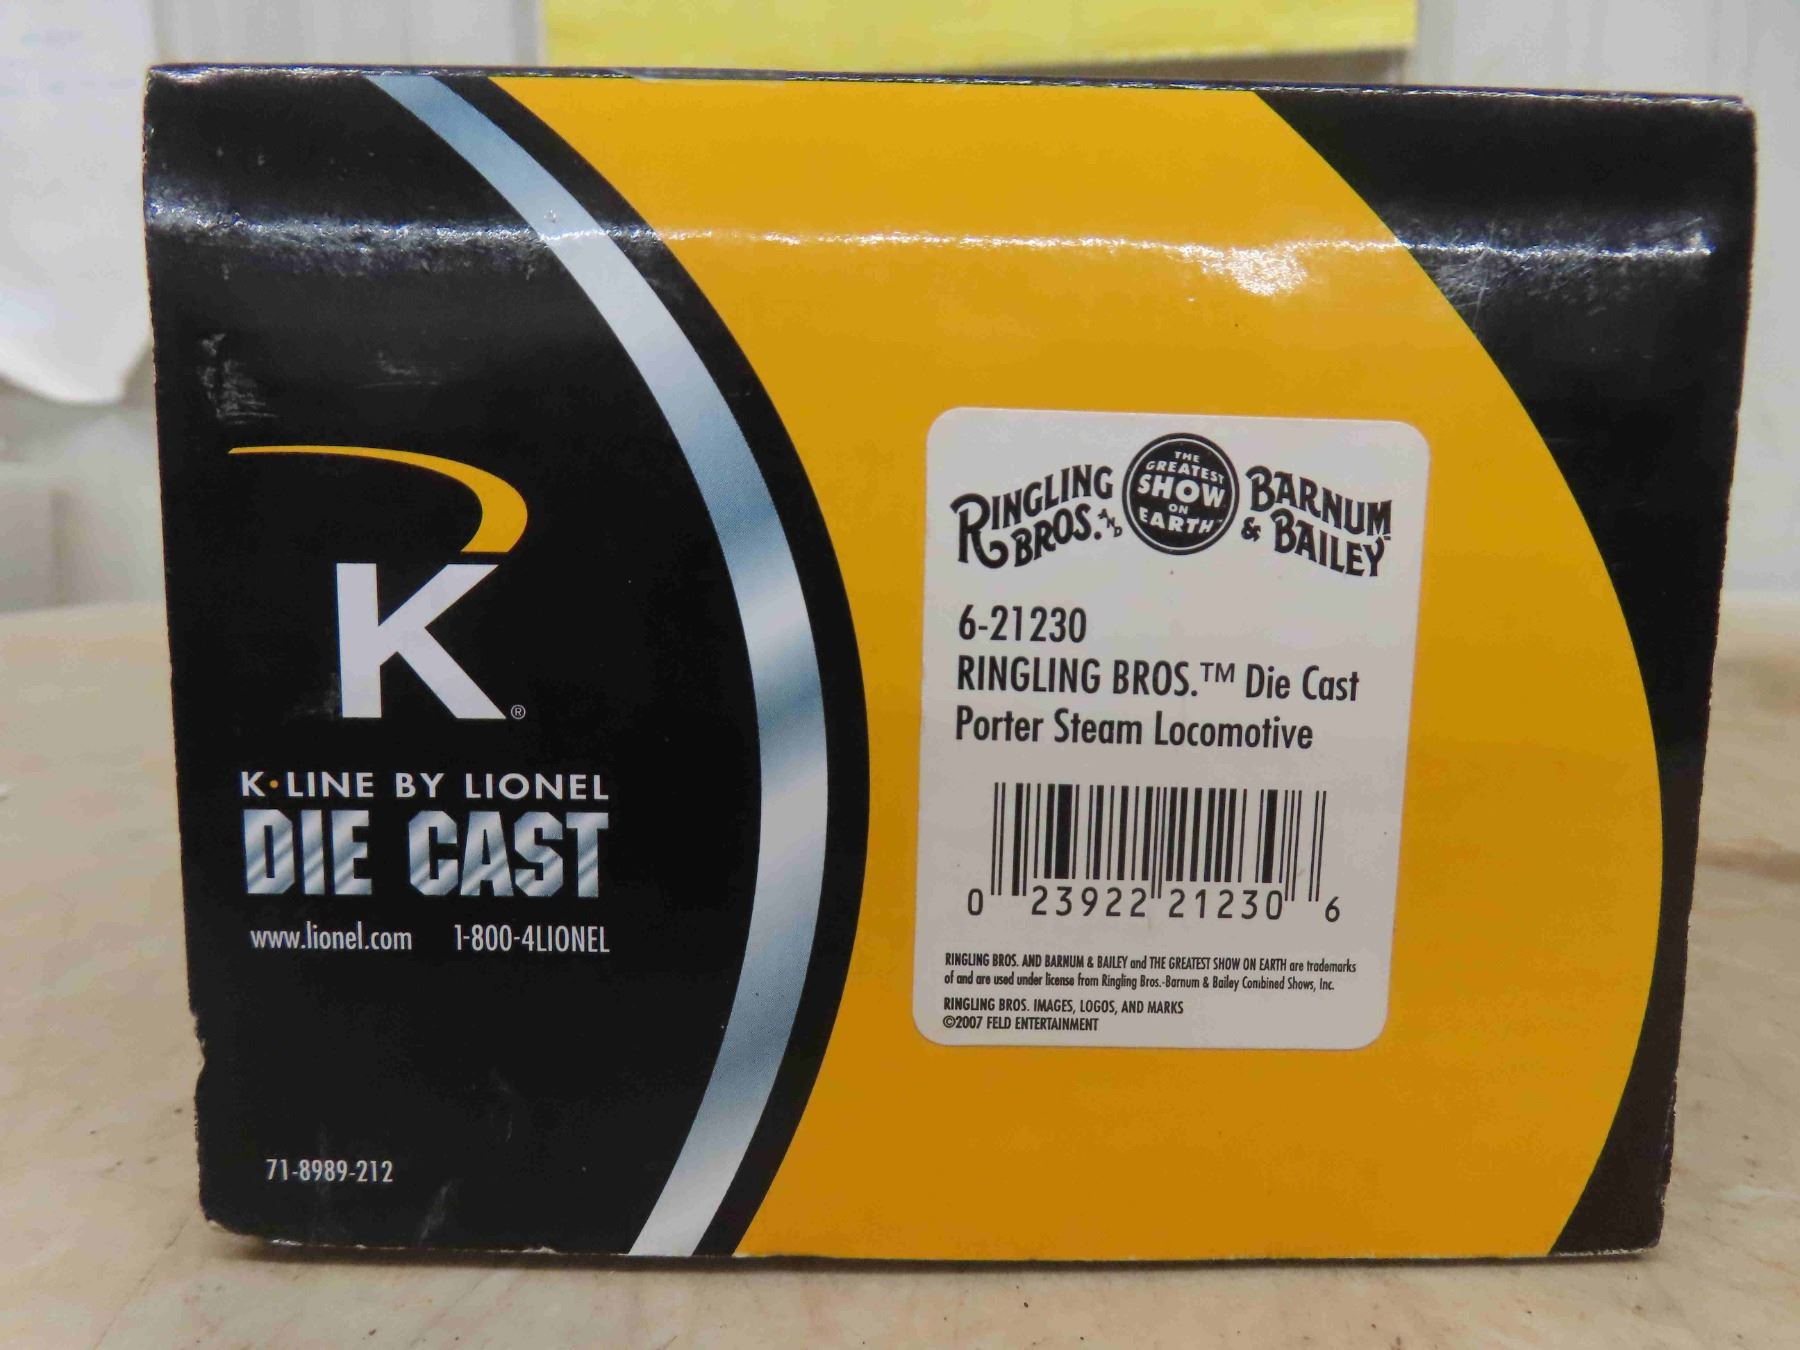 K®
K·LINE BY LIONEL
DIE CAST
www.lionel.com 1-800-4LIONEL
71-8989-212
RINGLING BROS. AND
THE GREATEST SHOW ON EARTH™
BARNUM & BAILEY™
6-21230
RINGLING BROS.™ Die Cast
Porter Steam Locomotive
0 23922 21230 6
RINGLING BROS. AND BARNUM & BAILEY and THE GREATEST SHOW ON EARTH are trademarks
of and are used under license from Ringling Bros.-Barnum & Bailey Combined Shows, Inc.
RINGLING BROS. IMAGES, LOGOS, AND MARKS
©2007 FELD ENTERTAINMENT